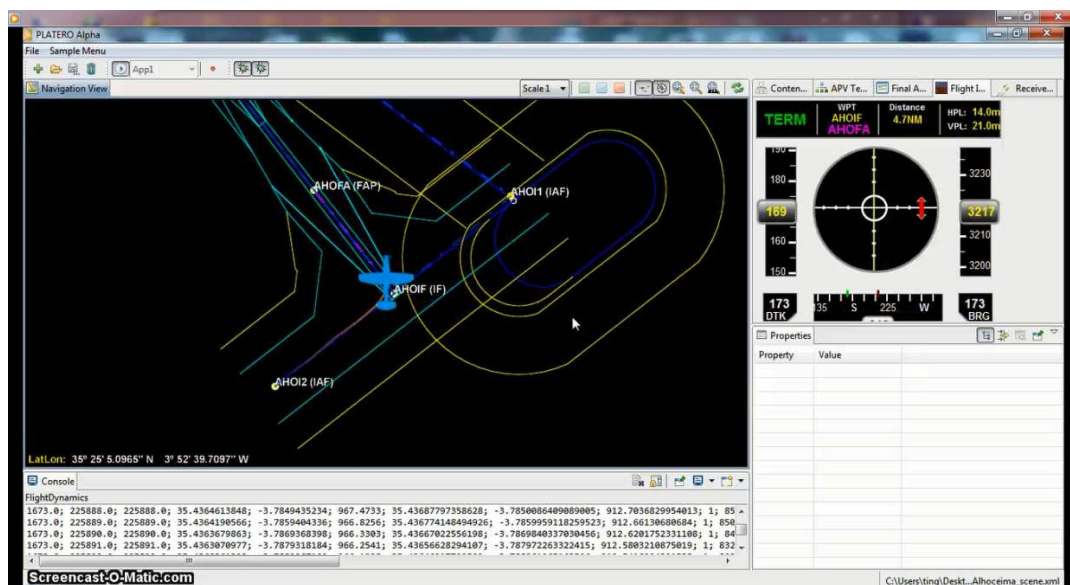 PLATERO Alpha
File Sample Menu
App1
Navigation View
Scale 1
Conten...
APV Te...
Final A...
Flight I...
Receive...
TERM
WPT
AHOIF
AHOFA
Distance
4.7NM
HPL: 14.0m
VPL: 21.0m
190
180
169
160
150
3230
3217
3210
3200
173
DTK
135 S 225 W
173
BRG
AHOFA (FAP)
AHOI1 (IAF)
AHOIF (IF)
AHOI2 (IAF)
LatLon: 35º 25' 5.0965'' N 3º 52' 39.7097'' W
Properties
Property Value
Console
FlightDynamics
1673.0; 225888.0; 225888.0; 35.4364613848; -3.7849435234; 967.4733; 35.43687797358628; -3.7850086409089005; 912.7036829954013; 1; 85
1673.0; 225889.0; 225889.0; 35.4364190566; -3.7859404336; 966.8256; 35.436774148494926; -3.7859959118259523; 912.66130680684; 1; 850
1673.0; 225890.0; 225890.0; 35.4363679863; -3.7869368398; 966.3303; 35.43667022556198; -3.7869840337030456; 912.6201752331108; 1; 84
1673.0; 225891.0; 225891.0; 35.4363070977; -3.7879318184; 966.2541; 35.43656628294107; -3.787972263322415; 912.5803210875019; 1; 832
Screencast-O-Matic.com
C:\Users\ting\Deskt...Alhoceima_scene.xml